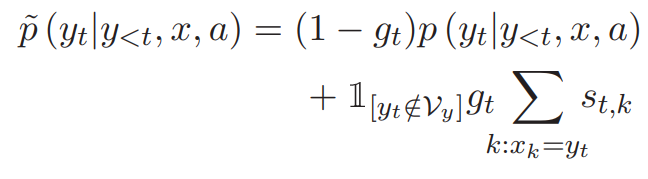 p̃ (y_t|y_{<t}, x, a) = (1 − g_t)p (y_t|y_{<t}, x, a)
+ 𝟙_{[y_t∉𝒱_y]}g_t ∑_{k:x_k=y_t} s_{t,k}